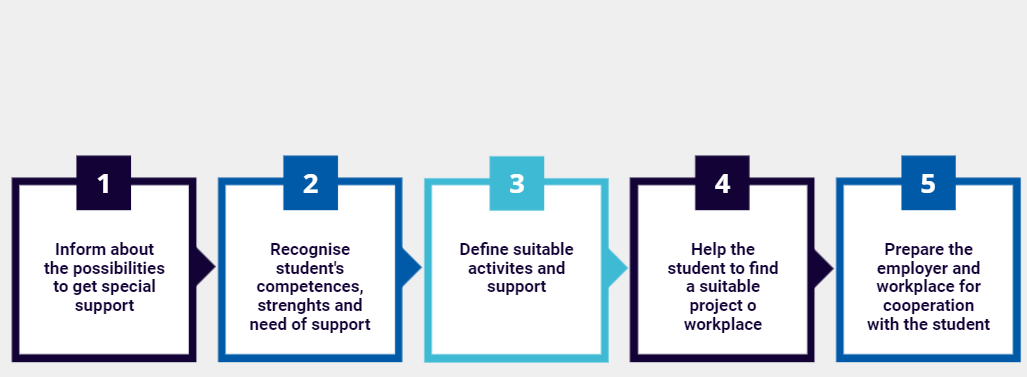 1
Inform about
the possibilities
to get special
support
2
Recognise
student's
competences,
strenghts and
need of support
3
Define suitable
activites and
support
4
Help the
student to find
a suitable
project o
workplace
5
Prepare the
employer and
workplace for
cooperation
with the student